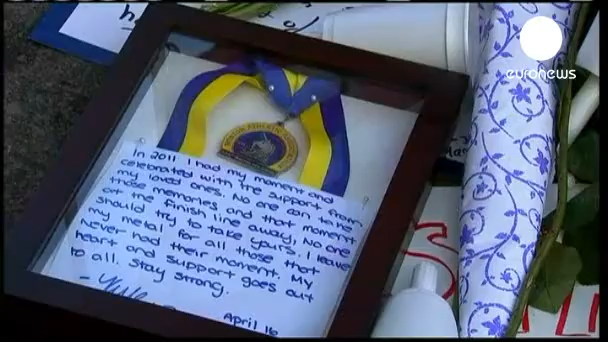 euronews
In 2011 I had my moment and
celebrated with the support from
my loved ones. No one can take
those memories and that moment
at the finish line away, No one
should try to take yours. I leave
my metal for all those that
never had their moment. My
heart and support goes out
to all. stay strong.
April 16